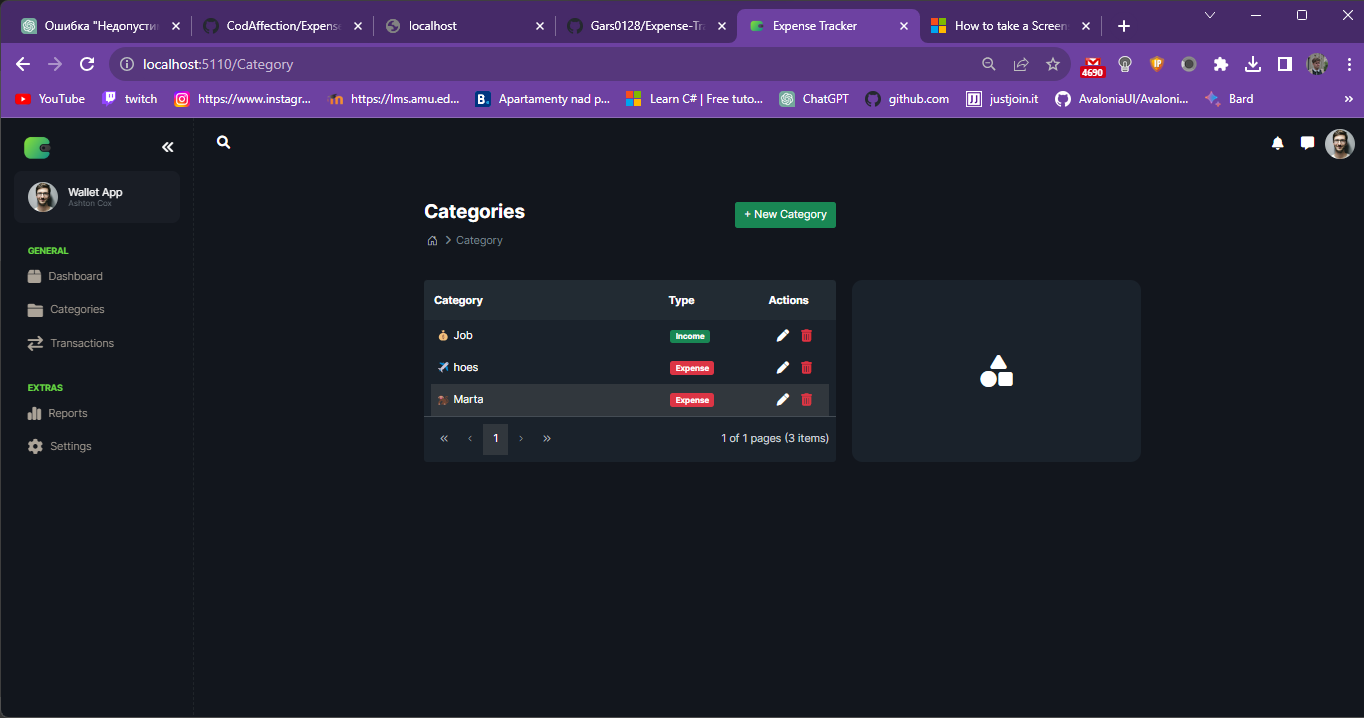 Ошибка "Недопусти
CodAffection/Expense
localhost
Gars0128/Expense-Tra
Expense Tracker
How to take a Screens
localhost:5110/Category
4690
YouTube
twitch
https://www.instagr...
https://lms.amu.ed...
B.
Apartamenty nad p...
Learn C# | Free tuto...
ChatGPT
github.com
justjoin.it
AvaloniaUI/Avaloni...
Bard
Wallet App
Ashton Cox
GENERAL
Dashboard
Categories
Transactions
EXTRAS
Reports
Settings
Categories
+ New Category
Category
Category Type Actions
Job Income
hoes Expense
Marta Expense
1
1 of 1 pages (3 items)